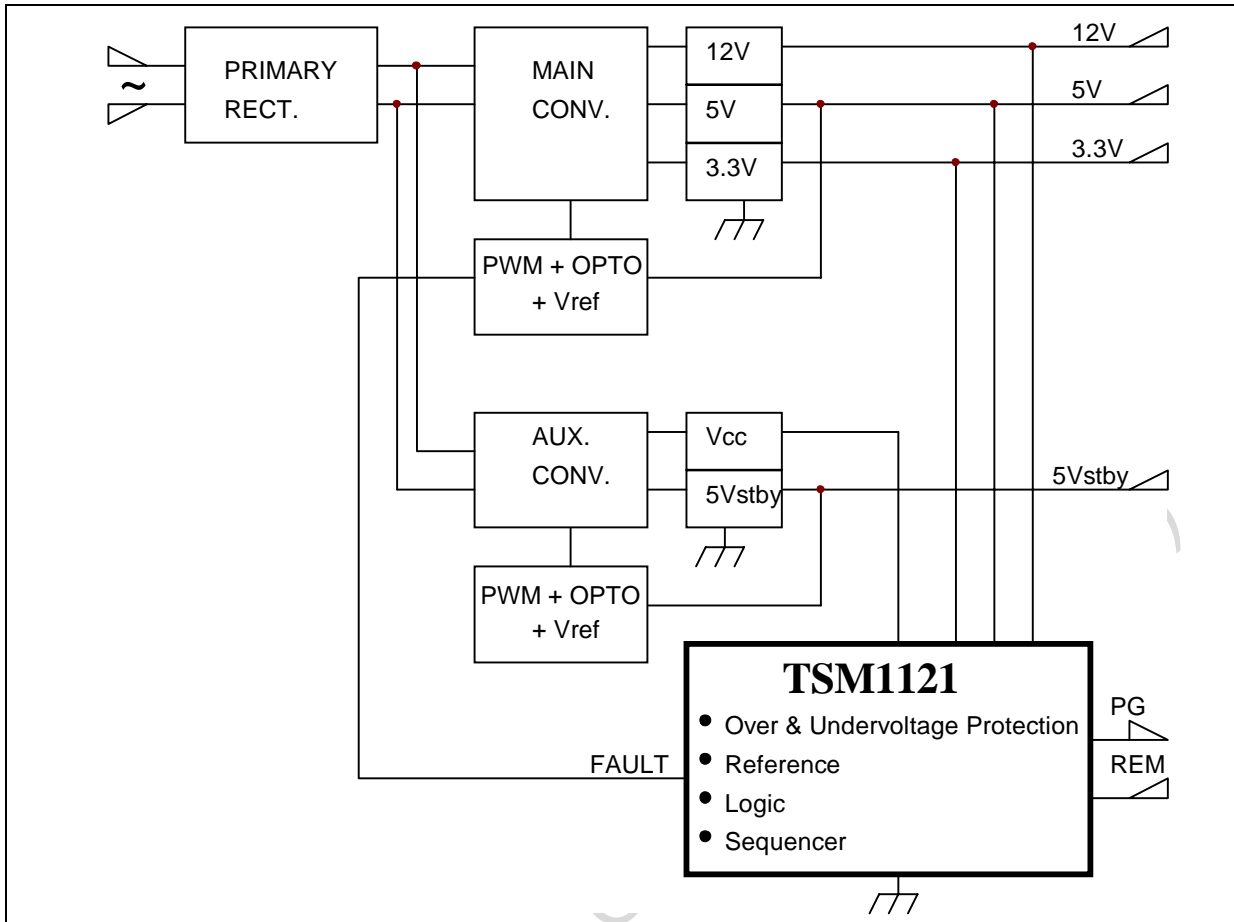 PRIMARY
RECT.
~
MAIN
CONV.
12V
5V
3.3V
12V
5V
3.3V
PWM + OPTO
+ Vref
AUX.
CONV.
Vcc
5Vstby
5Vstby
PWM + OPTO
+ Vref
TSM1121
• Over & Undervoltage Protection
• Reference
• Logic
• Sequencer
FAULT
PG
REM